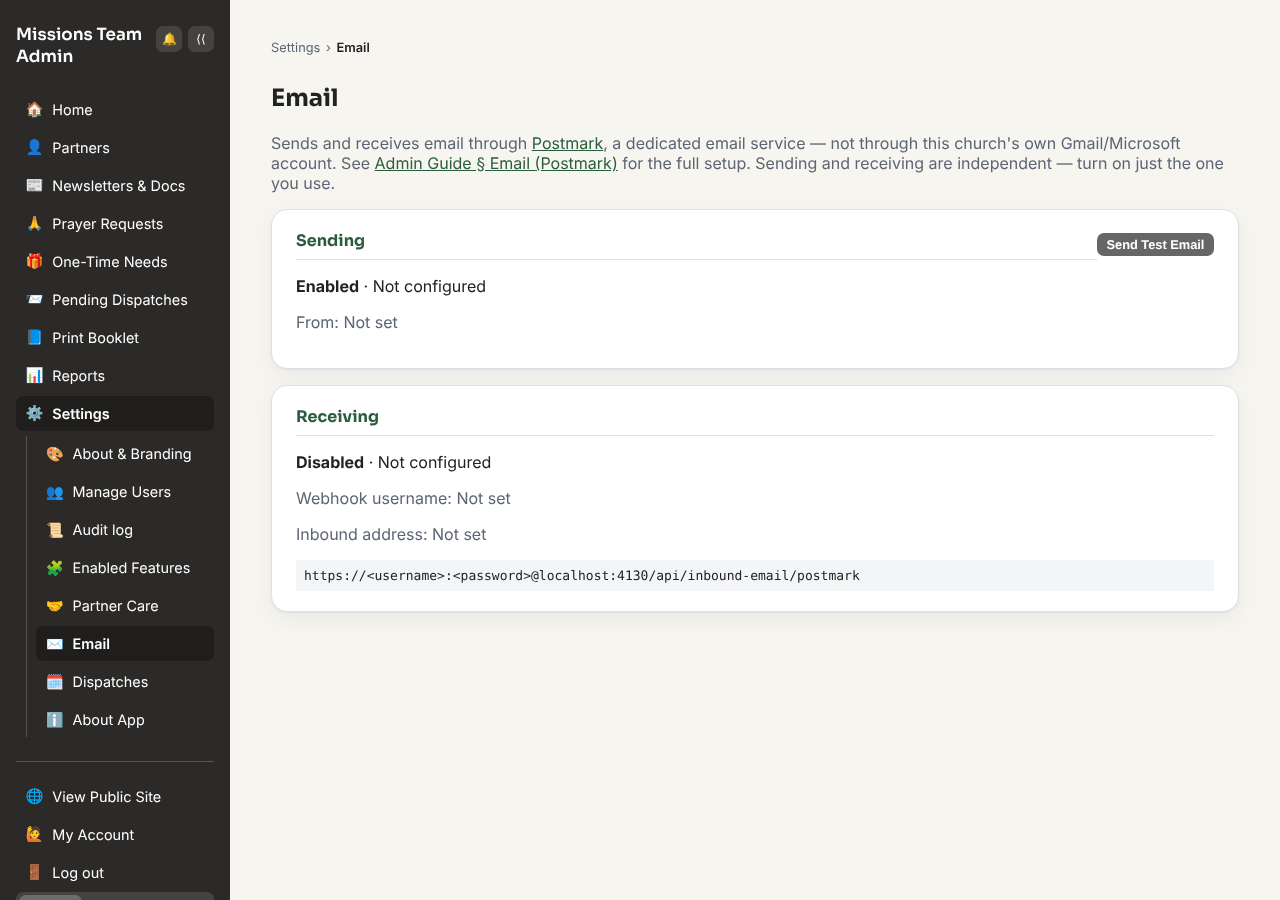 Missions Team
Admin
Home
Partners
Newsletters & Docs
Prayer Requests
One-Time Needs
Pending Dispatches
Print Booklet
Reports
Settings
About & Branding
Manage Users
Audit log
Enabled Features
Partner Care
Email
Dispatches
About App
View Public Site
My Account
Log out
Settings › Email
Email
Sends and receives email through Postmark, a dedicated email service — not through this church's own Gmail/Microsoft
account. See Admin Guide § Email (Postmark) for the full setup. Sending and receiving are independent — turn on just the one
you use.
Sending
Send Test Email
Enabled · Not configured
From: Not set
Receiving
Disabled · Not configured
Webhook username: Not set
Inbound address: Not set
https://<username>:<password>@localhost:4130/api/inbound-email/postmark